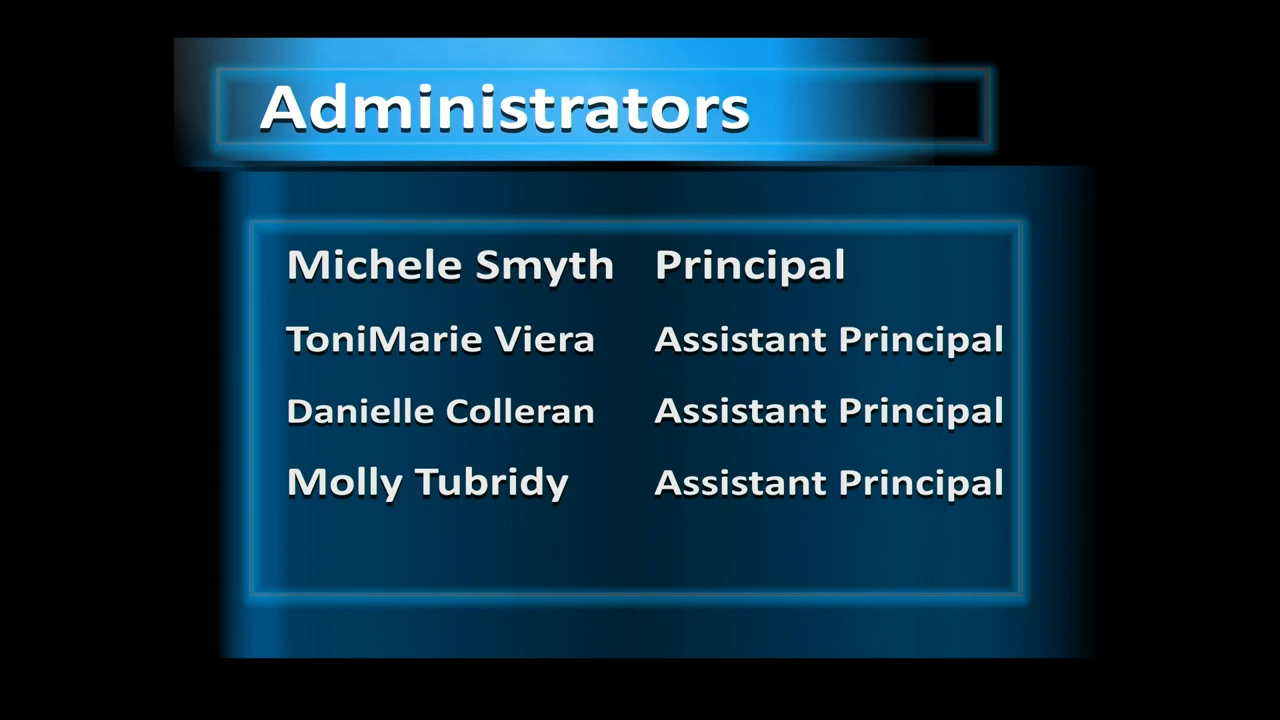 Administrators
Michele Smyth Principal
ToniMarie Viera Assistant Principal
Danielle Colleran Assistant Principal
Molly Tubridy Assistant Principal